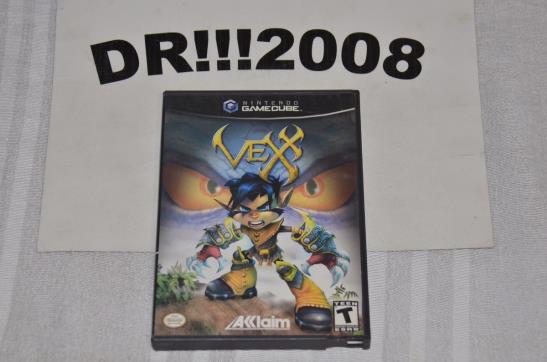 DR!!!2008
NINTENDO
GAMECUBE
VEXX
AKKlaim
TEEN
T
ESRB